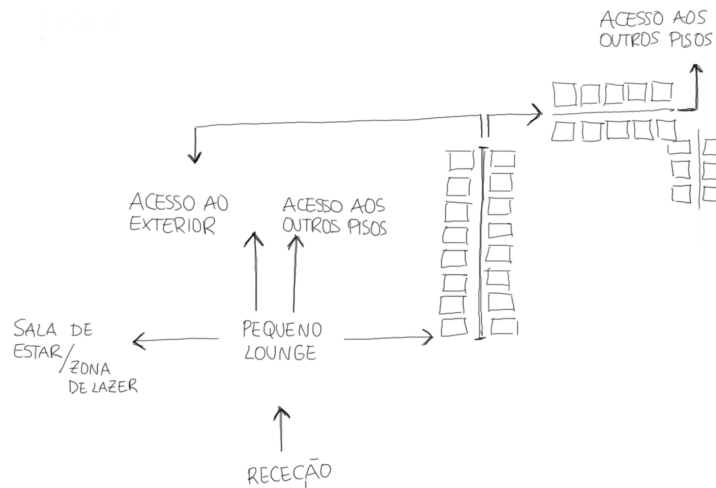 ACESSO AOS
OUTROS PISOS
ACESSO AO
EXTERIOR
ACESSO AOS
OUTROS PISOS
SALA DE
ESTAR/ZONA
DE LAZER
PEQUENO
LOUNGE
RECEÇÃO